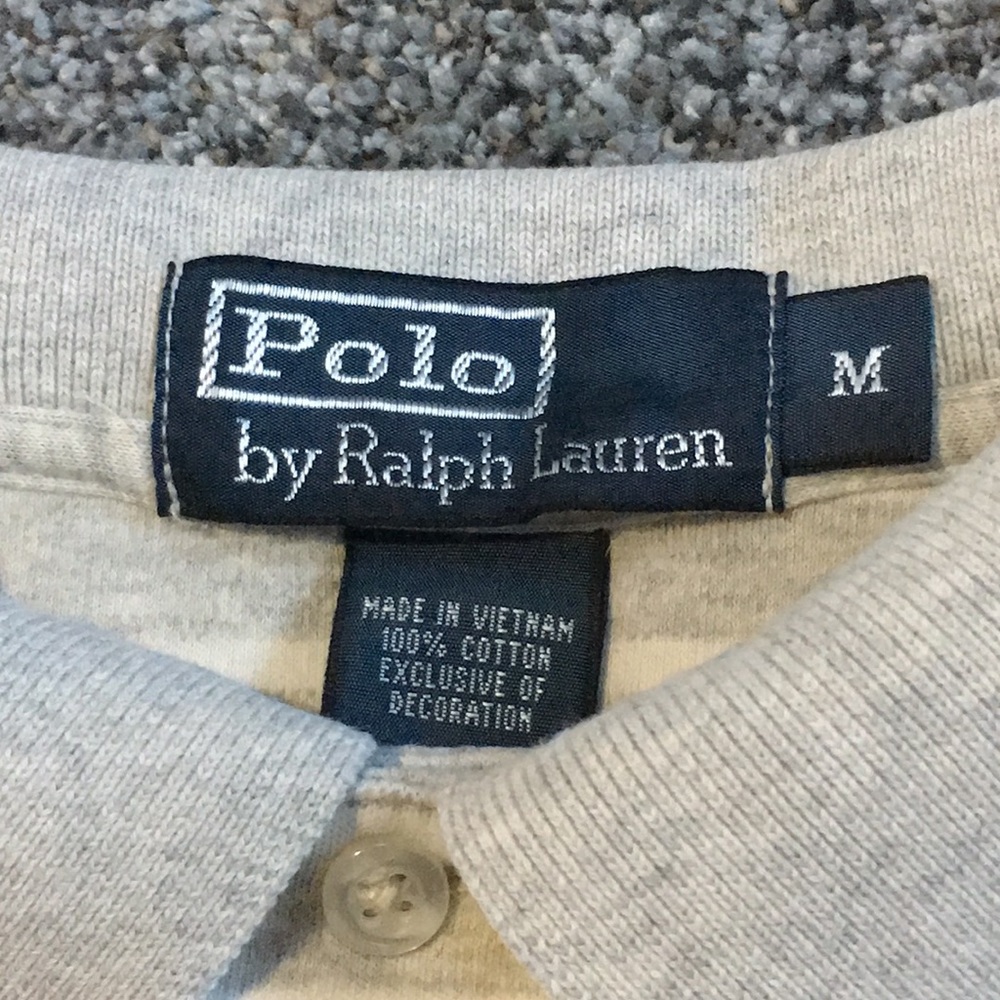 Polo
by Ralph Lauren
M
MADE IN VIETNAM
100% COTTON
EXCLUSIVE OF
DECORATION